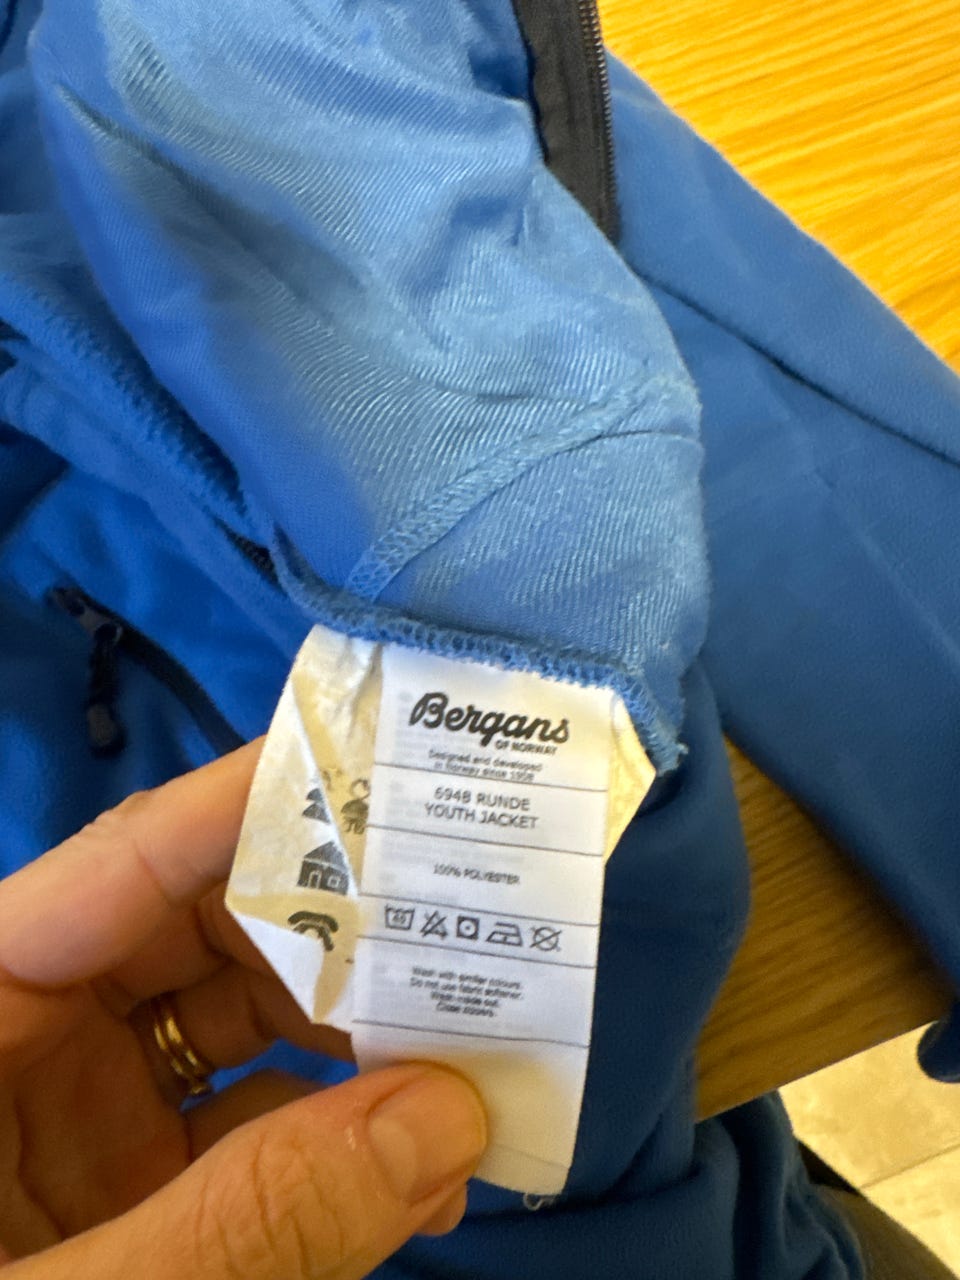 Bergans
OF NORWAY
Designed and developed
in Norway since 1908
6948 RUNDE
YOUTH JACKET
100% POLYESTER
40
Wash with similar colours.
Do not use fabric softener.
Wash inside out.
Close zippers.